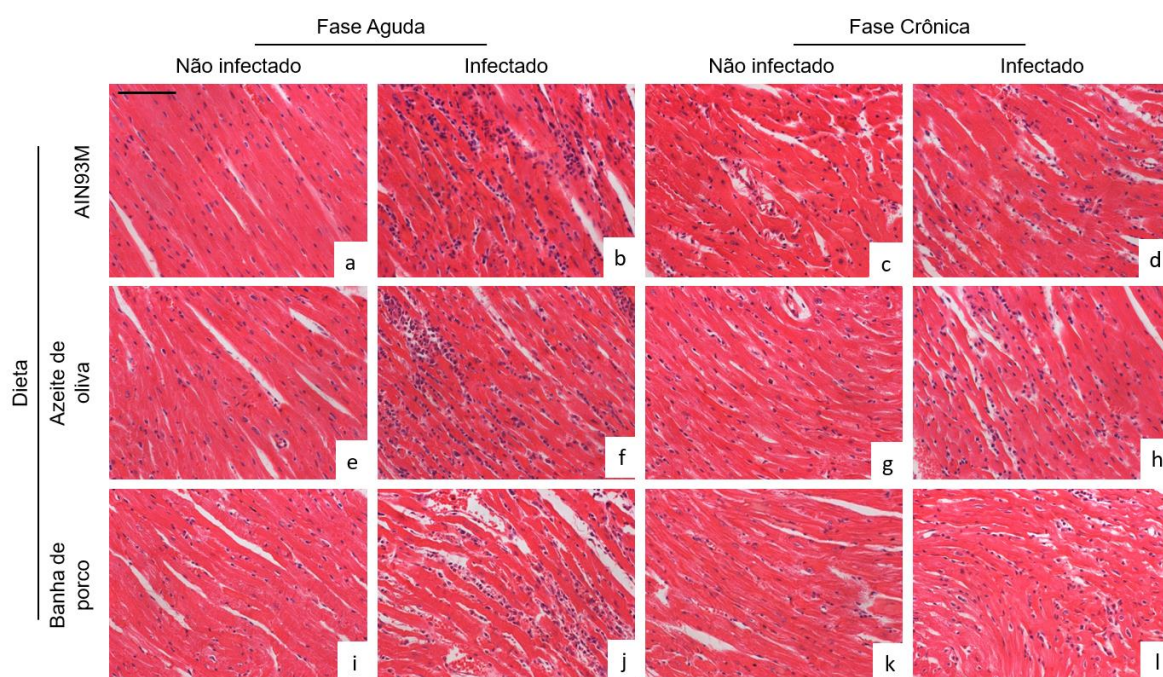 Fase Aguda
Fase Crônica
Não infectado
Infectado
Não infectado
Infectado
Dieta
AIN93M
a
b
c
d
Azeite de
oliva
e
f
g
h
Banha de
porco
i
j
k
l